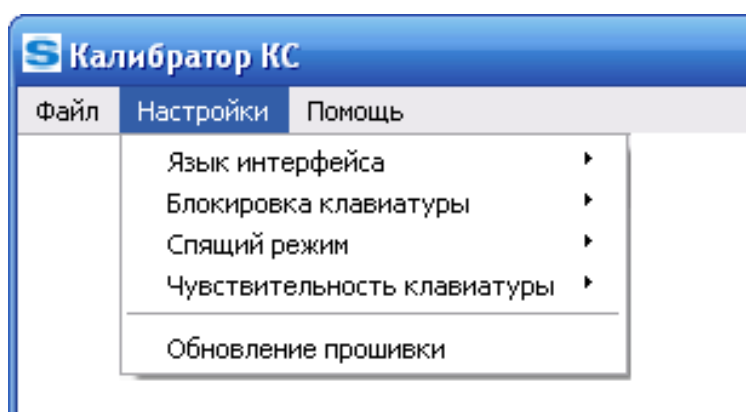 S Калибратор КС
Файл Настройки Помощь
Язык интерфейса
Блокировка клавиатуры
Спящий режим
Чувствительность клавиатуры
Обновление прошивки